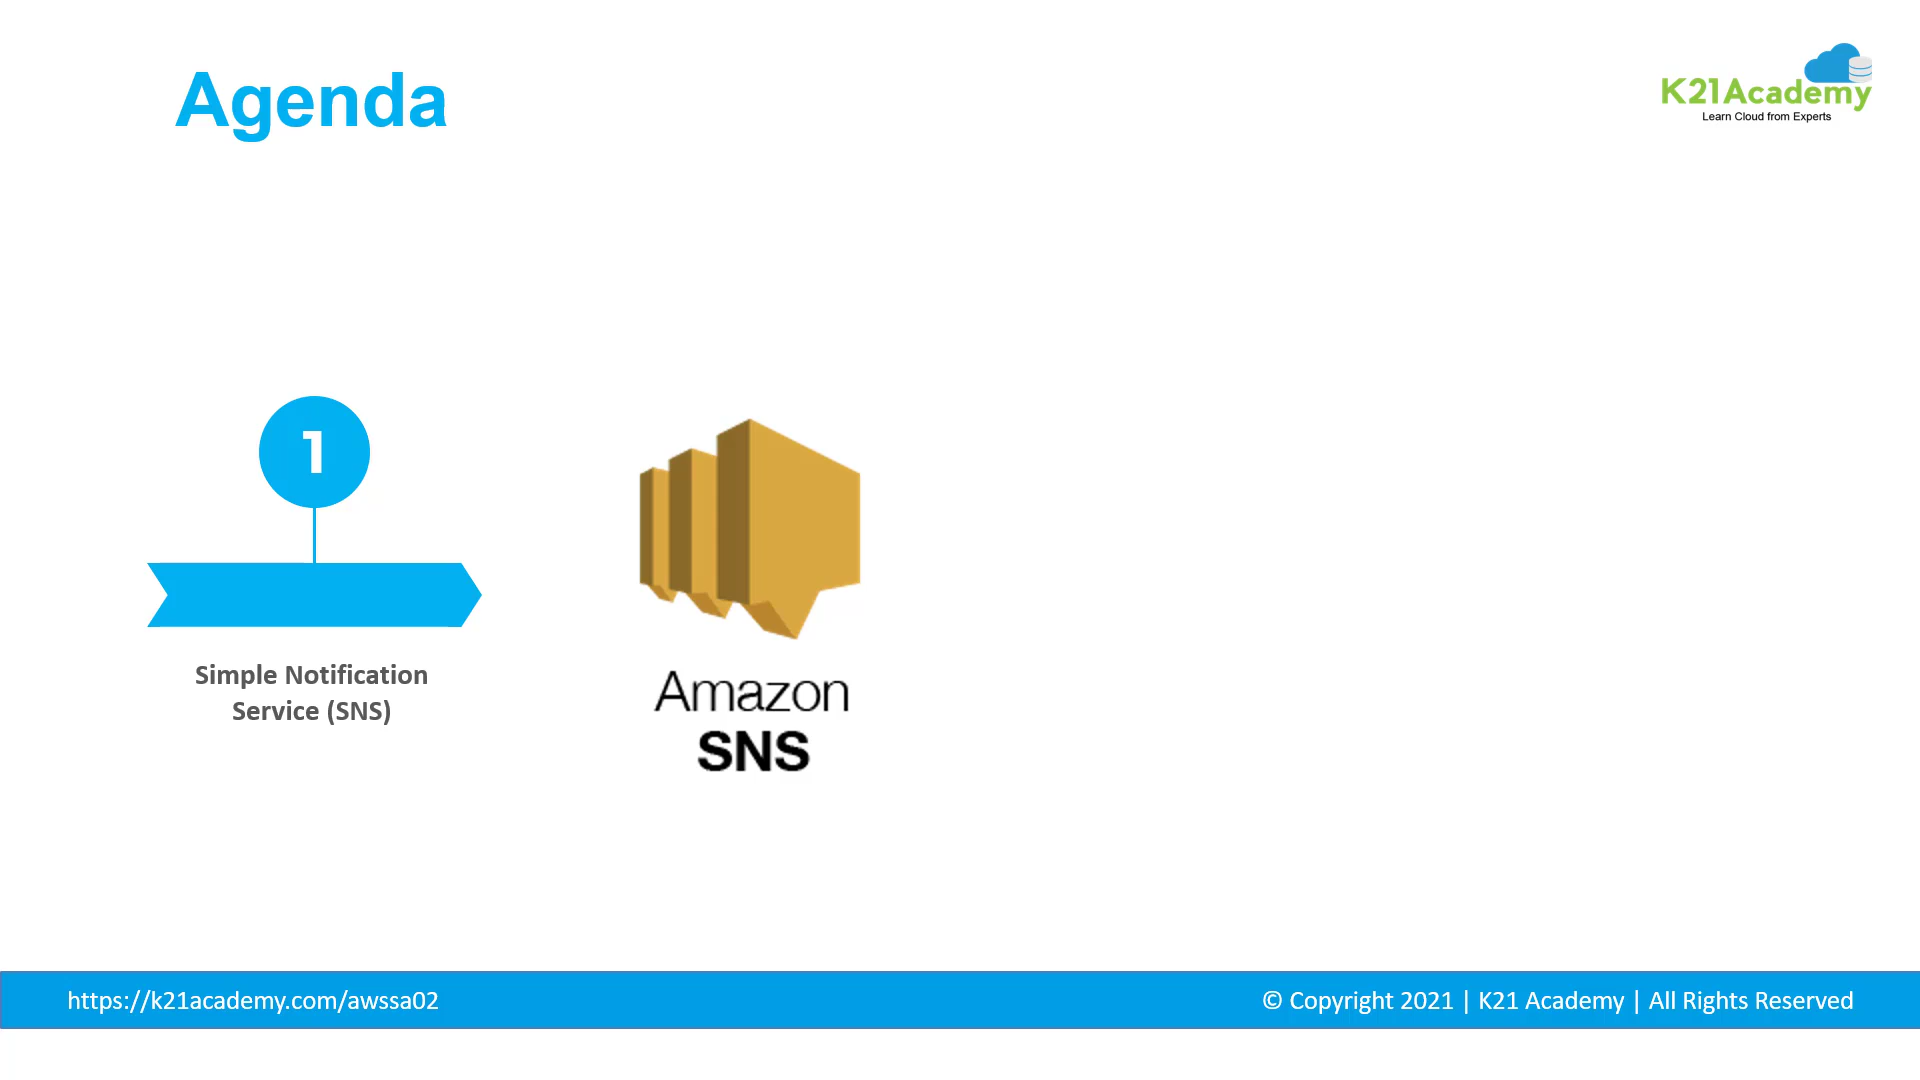 Agenda
K21Academy
Learn Cloud from Experts
1
Simple Notification
Service (SNS)
Amazon
SNS
https://k21academy.com/awssa02
© Copyright 2021 | K21 Academy | All Rights Reserved